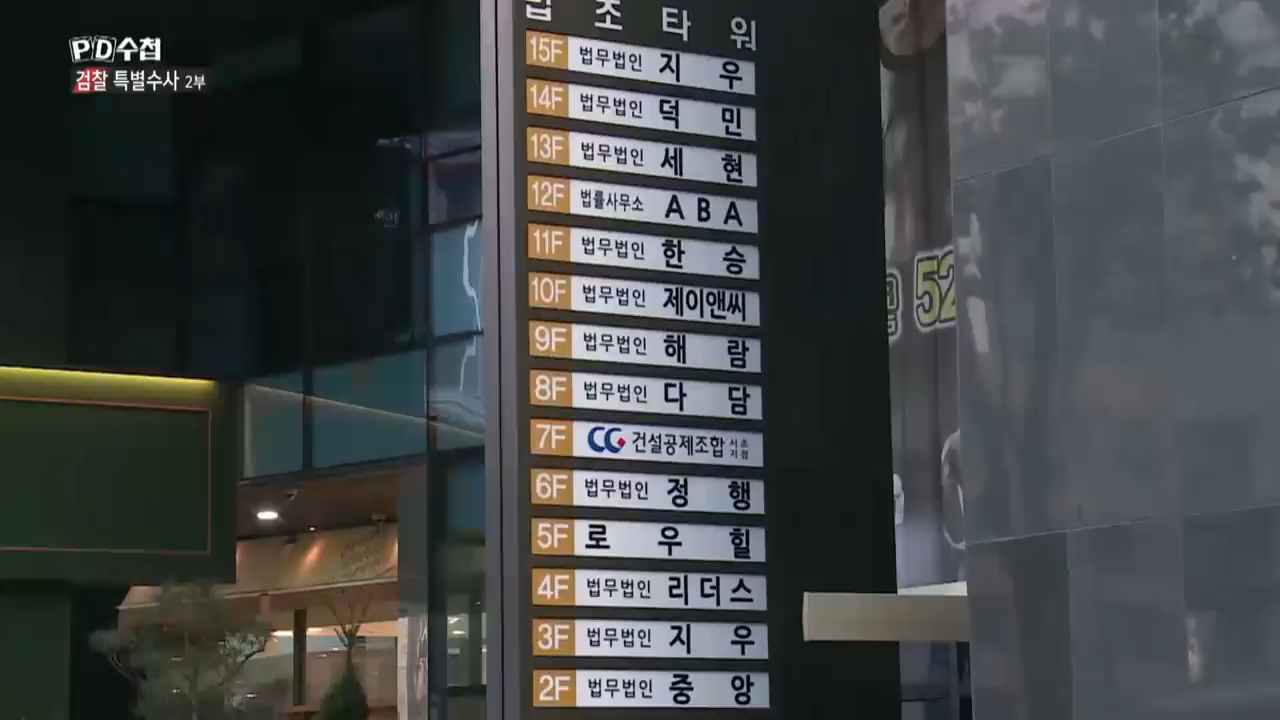 PD수첩
검찰 특별수사 2부
법조타워
15F 법무법인 지우
14F 법무법인 덕민
13F 법무법인 세현
12F 법률사무소 ABA
11F 법무법인 한승
10F 법무법인 제이앤씨
9F 법무법인 해람
8F 법무법인 다담
7F CG 건설공제조합 서초지점
6F 법무법인 정행
5F 로우힐
4F 법무법인 리더스
3F 법무법인 지우
2F 법무법인 중앙
52